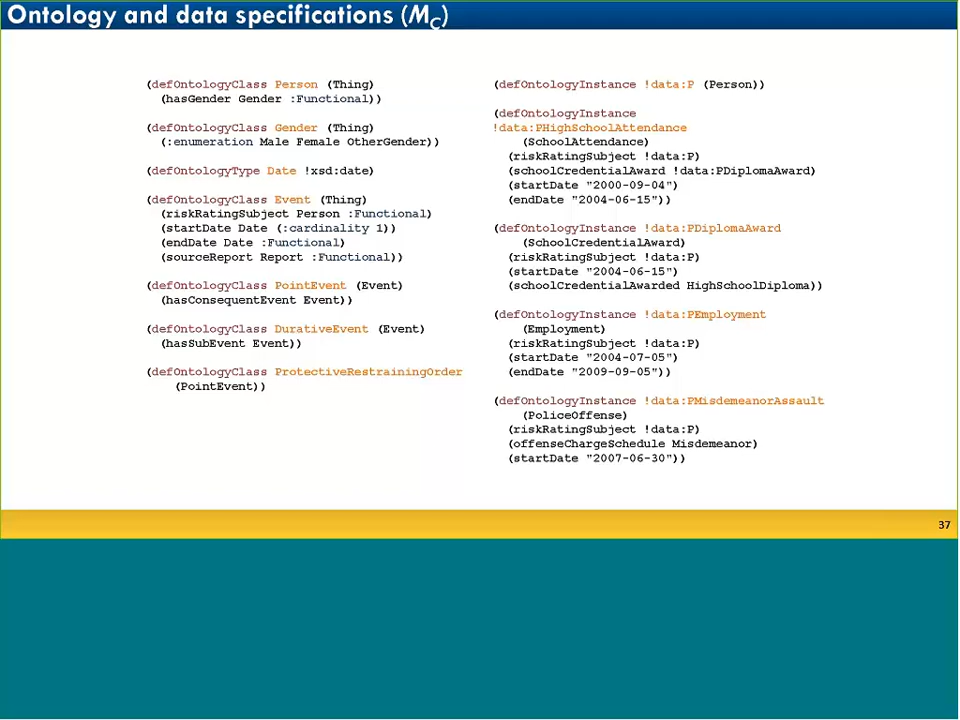 Ontology and data specifications (MC)
(defOntologyClass Person (Thing)
(hasGender Gender :Functional))
(defOntologyClass Gender (Thing)
(:enumeration Male Female OtherGender))
(defOntologyType Date !xsd:date)
(defOntologyClass Event (Thing)
(riskRatingSubject Person :Functional)
(startDate Date (:cardinality 1))
(endDate Date :Functional)
(sourceReport Report :Functional))
(defOntologyClass PointEvent (Event)
(hasConsequentEvent Event))
(defOntologyClass DurativeEvent (Event)
(hasSubEvent Event))
(defOntologyClass ProtectiveRestrainingOrder
(PointEvent))
(defOntologyInstance !data:P (Person))
(defOntologyInstance
!data:PHighSchoolAttendance
(SchoolAttendance)
(riskRatingSubject !data:P)
(schoolCredentialAward !data:PDiplomaAward)
(startDate "2000-09-04")
(endDate "2004-06-15"))
(defOntologyInstance !data:PDiplomaAward
(SchoolCredentialAward)
(riskRatingSubject !data:P)
(startDate "2004-06-15")
(schoolCredentialAwarded HighSchoolDiploma))
(defOntologyInstance !data:PEmployment
(Employment)
(riskRatingSubject !data:P)
(startDate "2004-07-05")
(endDate "2009-09-05"))
(defOntologyInstance !data:PMisdemeanorAssault
(PoliceOffense)
(riskRatingSubject !data:P)
(offenseChargeSchedule Misdemeanor)
(startDate "2007-06-30"))
37